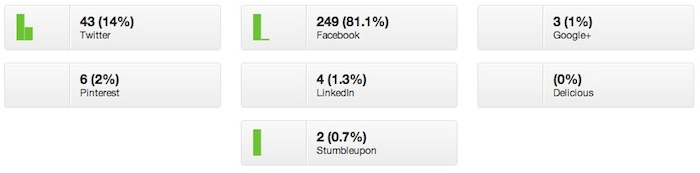 43 (14%)
Twitter
249 (81.1%)
Facebook
3 (1%)
Google+
6 (2%)
Pinterest
4 (1.3%)
LinkedIn
(0%)
Delicious
2 (0.7%)
Stumbleupon